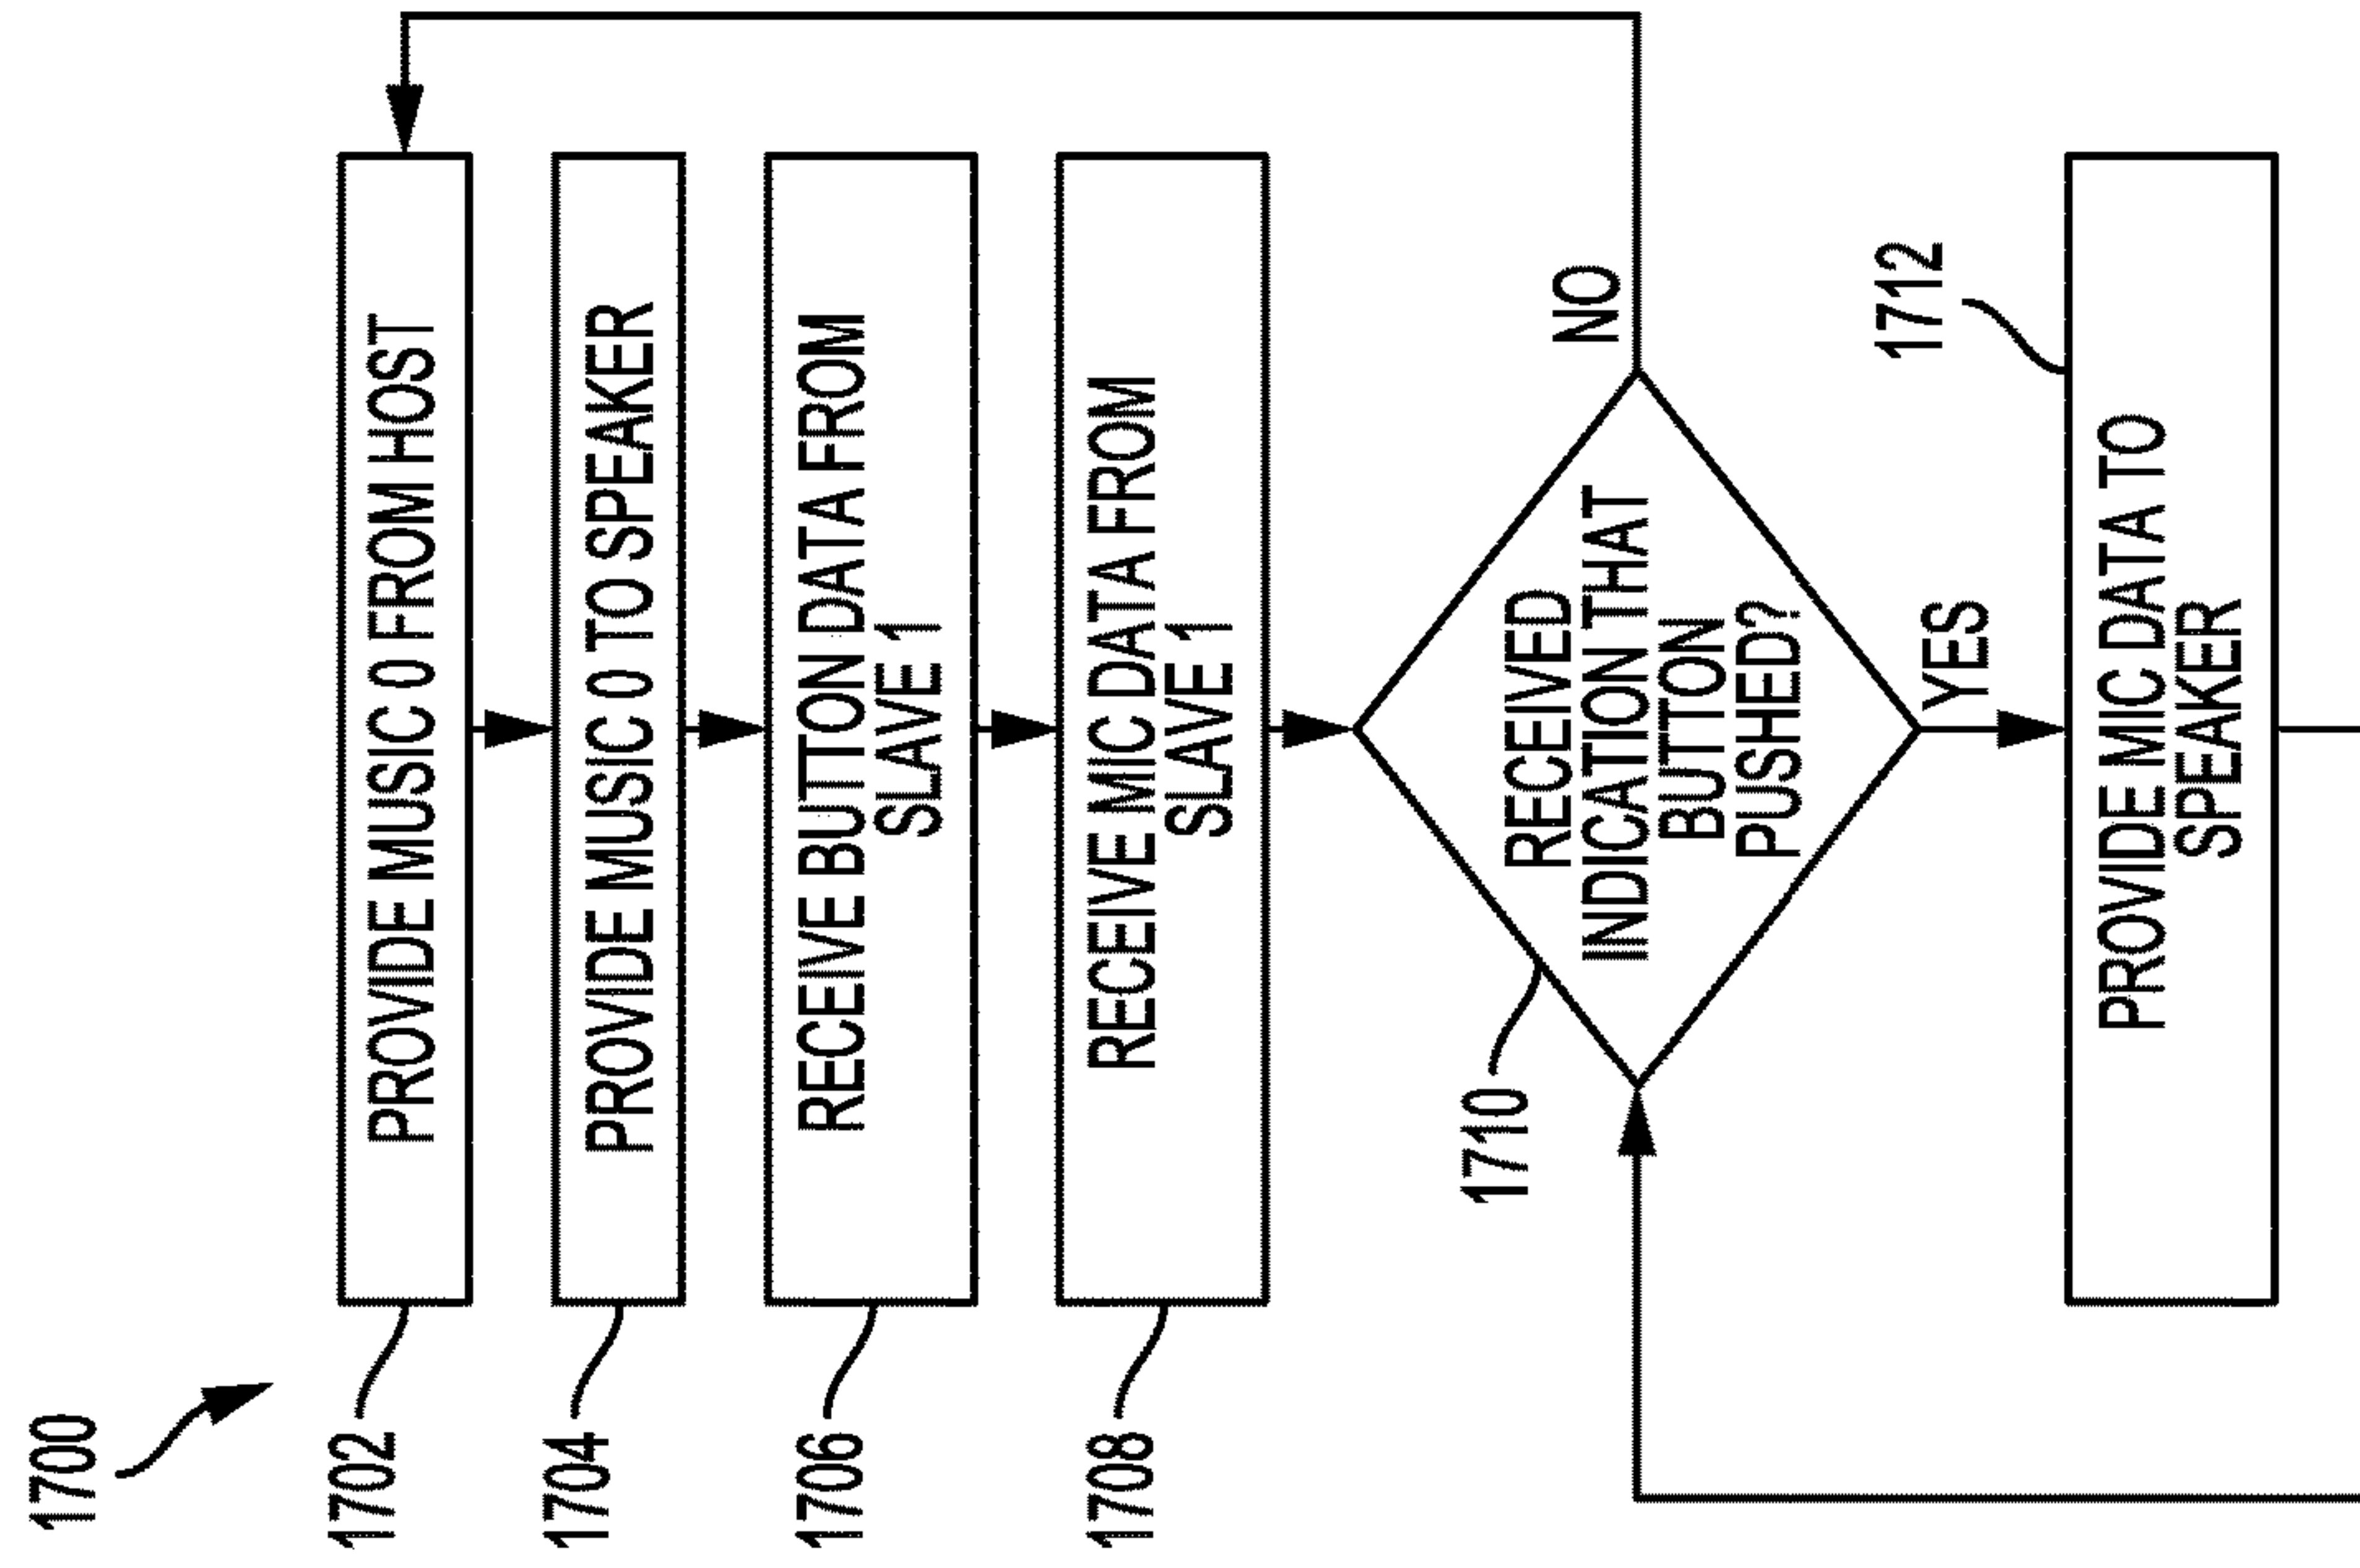 1700
1702
PROVIDE MUSIC 0 FROM HOST
1704
PROVIDE MUSIC 0 TO SPEAKER
1706
RECEIVE BUTTON DATA FROM
SLAVE 1
1708
RECEIVE MIC DATA FROM
SLAVE 1
1710
RECEIVED
INDICATION THAT
BUTTON
PUSHED?
NO
YES
1712
PROVIDE MIC DATA TO
SPEAKER